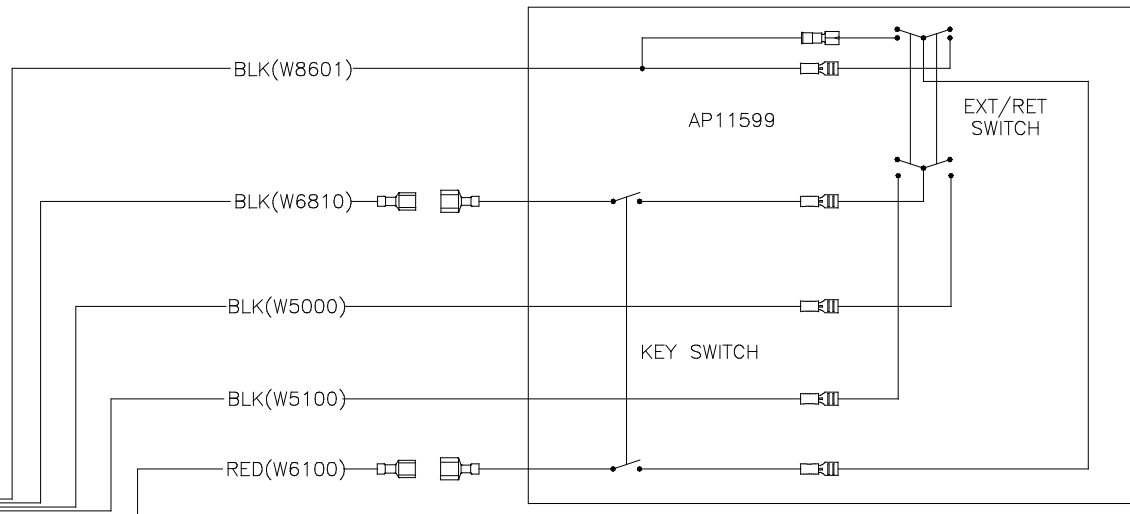 BLK(W8601)
AP11599
EXT/RET
SWITCH
BLK(W6810)
BLK(W5000)
KEY SWITCH
BLK(W5100)
RED(W6100)